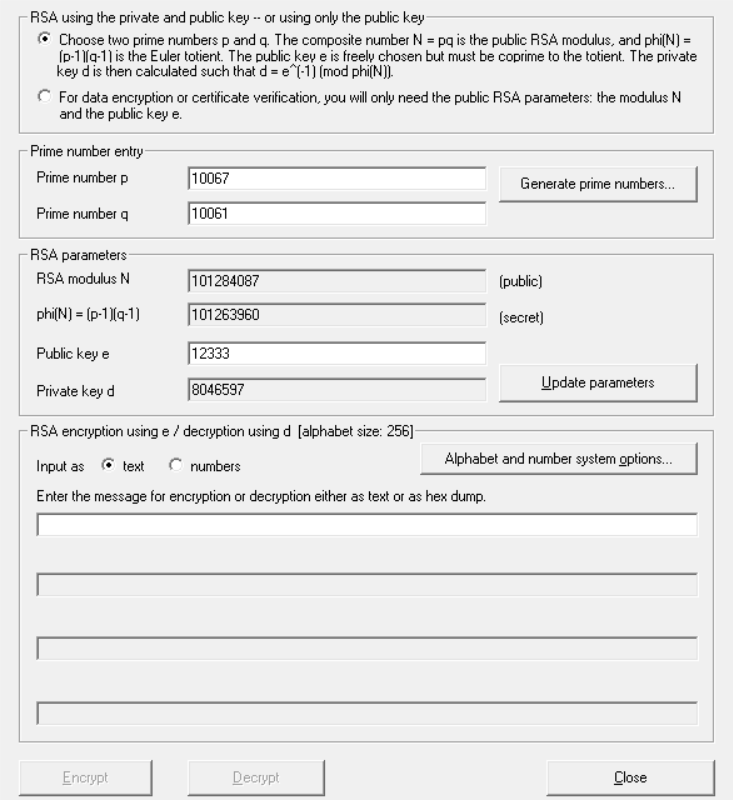 RSA using the private and public key -- or using only the public key
Choose two prime numbers p and q. The composite number N = pq is the public RSA modulus, and phi(N) =
(p-1)(q-1) is the Euler totient. The public key e is freely chosen but must be coprime to the totient. The private
key d is then calculated such that d = e^(-1) (mod phi(N)).
For data encryption or certificate verification, you will only need the public RSA parameters: the modulus N
and the public key e.
Prime number entry
Prime number p 10067 Generate prime numbers...
Prime number q 10061
RSA parameters
RSA modulus N 101284087 (public)
phi(N) = (p-1)(q-1) 101263960 (secret)
Public key e 12333
Private key d 8046597 Update parameters
RSA encryption using e / decryption using d [alphabet size: 256]
Input as text numbers Alphabet and number system options...
Enter the message for encryption or decryption either as text or as hex dump.
Encrypt Decrypt Close